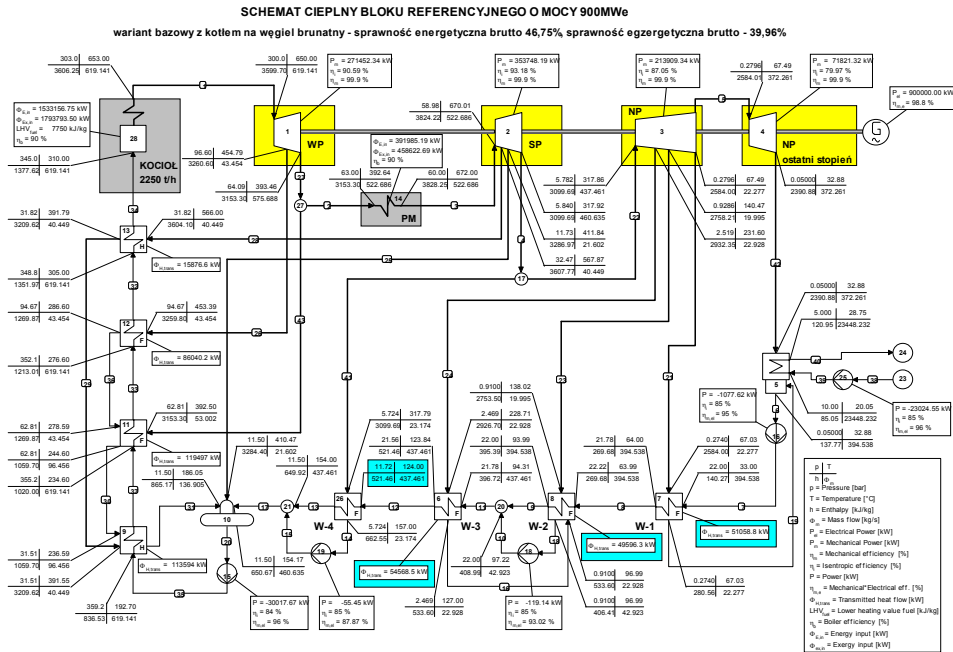 SCHEMAT CIEPLNY BLOKU REFERENCYJNEGO O MOCY 900MWe
wariant bazowy z kotłem na węgiel brunatny - sprawność energetyczna brutto 46,75%, sprawność egzergetyczna brutto - 39,96%
303.0 653.00
3606.25 619.141
300.0 650.00
3599.70 619.141
P_m = 271452.34 kW
η_i = 90.59 %
η_m = 99.9 %
58.98 670.01
3824.22 522.686
P_m = 353748.19 kW
η_i = 93.18 %
η_m = 99.9 %
P_m = 213909.34 kW
η_i = 87.05 %
η_m = 99.9 %
0.2796 67.49
2584.01 372.261
P_m = 71821.32 kW
η_i = 79.97 %
η_m = 99.9 %
P_el = 900000.00 kW
η_m,e = 98.8 %
Φ_E,in = 1533156.75 kW
Φ_Ex,in = 1793793.50 kW
LHV_fuel = 7750 kJ/kg
η_b = 90 %
28
KOCIOŁ
2250 t/h
1
WP
2
SP
3
NP
4
NP
ostatni stopień
G
Φ_E,in = 391985.19 kW
Φ_Ex,in = 458622.69 kW
η_b = 90 %
14
PM
345.0 310.00
1377.62 619.141
96.60 454.79
3260.60 43.454
64.09 393.46
3153.30 575.688
63.00 392.64
3153.30 522.686
60.00 672.00
3828.25 522.686
5.782 317.86
3099.69 437.461
5.840 317.92
3099.69 460.635
11.73 411.84
3286.97 21.602
32.47 567.87
3607.77 40.449
0.2796 67.49
2584.00 22.277
0.9286 140.47
2758.21 19.995
2.519 231.60
2932.35 22.928
0.05000 32.88
2390.88 372.261
27
17
31.82 391.79
3209.62 40.449
31.82 566.00
3604.10 40.449
13
H
Φ_H,trans = 15876.6 kW
348.8 305.00
1351.97 619.141
94.67 286.60
1269.87 43.454
94.67 453.39
3259.80 43.454
12
F
Φ_H,trans = 86040.2 kW
352.1 276.60
1213.01 619.141
62.81 392.50
3153.30 53.002
62.81 278.59
1269.87 43.454
11
F
Φ_H,trans = 119497 kW
62.81 244.60
1059.70 96.456
355.2 234.60
1020.00 619.141
11.50 186.05
865.17 136.905
11.50 410.47
3284.40 21.602
11.50 154.00
649.92 437.461
5.724 317.79
3099.69 23.174
21.56 123.84
521.46 437.461
11.72 124.00
521.46 437.461
0.9100 138.02
2753.50 19.995
2.469 228.71
2926.70 22.928
22.00 93.99
395.39 394.538
21.78 94.31
396.72 437.461
21.78 64.00
269.68 394.538
22.22 63.99
269.68 394.538
0.2740 67.03
2584.00 22.277
22.00 33.00
140.27 394.538
P = -1077.62 kW
η_i = 85 %
η_m,el = 95 %
0.05000 32.88
2390.88 372.261
5.000 28.75
120.95 23448.232
10.00 20.05
85.05 23448.232
0.05000 32.88
137.77 394.538
P = -23024.55 kW
η_i = 85 %
η_m,el = 96 %
24
23
25
5
16
9
H
Φ_H,trans = 113594 kW
10
21
26
F
6
F
20
8
F
7
F
W-4
W-3
W-2
W-1
31.51 236.59
1059.70 96.456
31.51 391.55
3209.62 40.449
359.2 192.70
836.53 619.141
15
11.50 154.17
650.67 460.635
P = -30017.67 kW
η_i = 84 %
η_m,el = 96 %
19
P = -55.45 kW
η_i = 85 %
η_m,el = 87.87 %
5.724 157.00
662.55 23.174
Φ_H,trans = 54568.5 kW
2.469 127.00
533.60 22.928
22.00 97.22
408.99 42.923
18
P = -119.14 kW
η_i = 85 %
η_m,el = 93.02 %
Φ_H,trans = 49596.3 kW
0.9100 96.99
533.60 22.928
0.9100 96.99
406.41 42.923
Φ_H,trans = 51058.8 kW
0.2740 67.03
280.56 22.277
p T
h Φ_m
p = Pressure [bar]
T = Temperature [°C]
h = Enthalpy [kJ/kg]
Φ_m = Mass flow [kg/s]
P_el = Electrical Power [kW]
P_m = Mechanical Power [kW]
η_m = Mechanical efficiency [%]
η_i = Isentropic efficiency [%]
P = Power [kW]
η_m,e = Mechanical*Electrical eff. [%]
Φ_H,trans = Transmitted heat flow [kW]
LHV_fuel = Lower heating value fuel [kJ/kg]
η_b = Boiler efficiency [%]
Φ_E,in = Energy input [kW]
Φ_ex,in = Exergy input [kW]